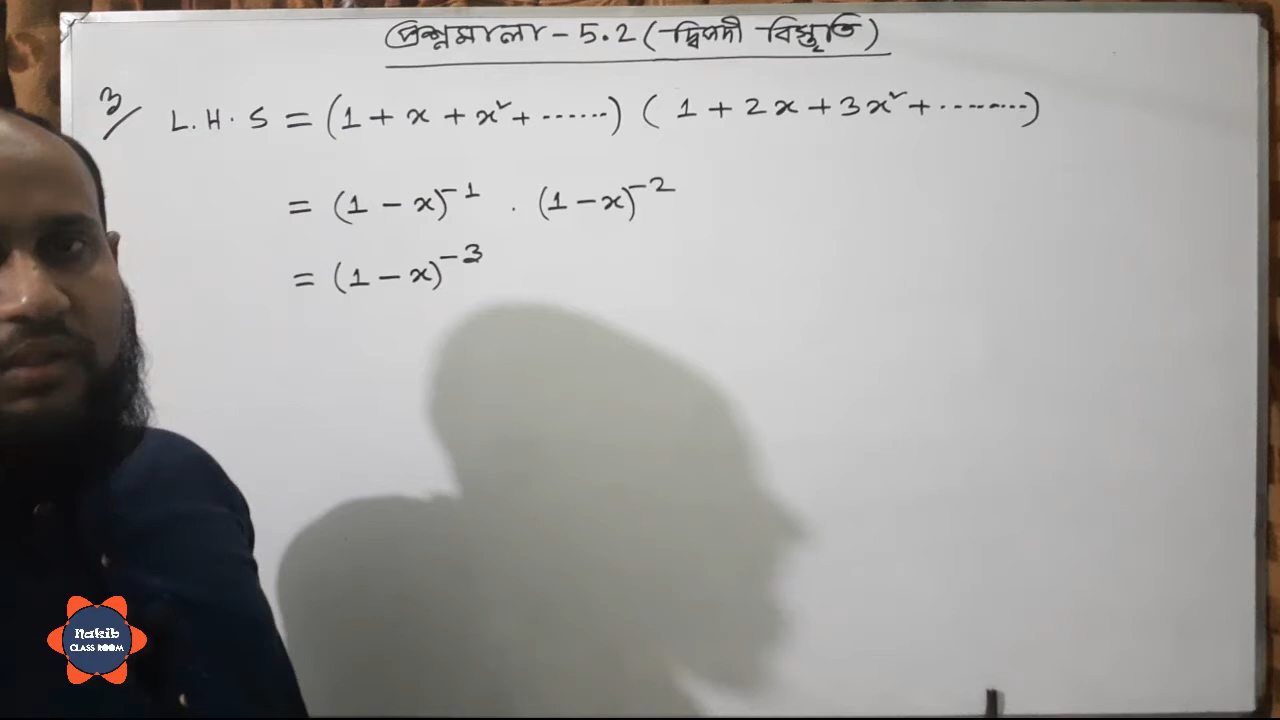 প্রশ্নমালা - 5.2 (দ্বিপদী বিস্তৃতি)
3/ L.H.S = (1 + x + x² + ......) (1 + 2x + 3x² + ........)
= (1 - x)⁻¹ . (1 - x)⁻²
= (1 - x)⁻³
Nakib
CLASS ROOM